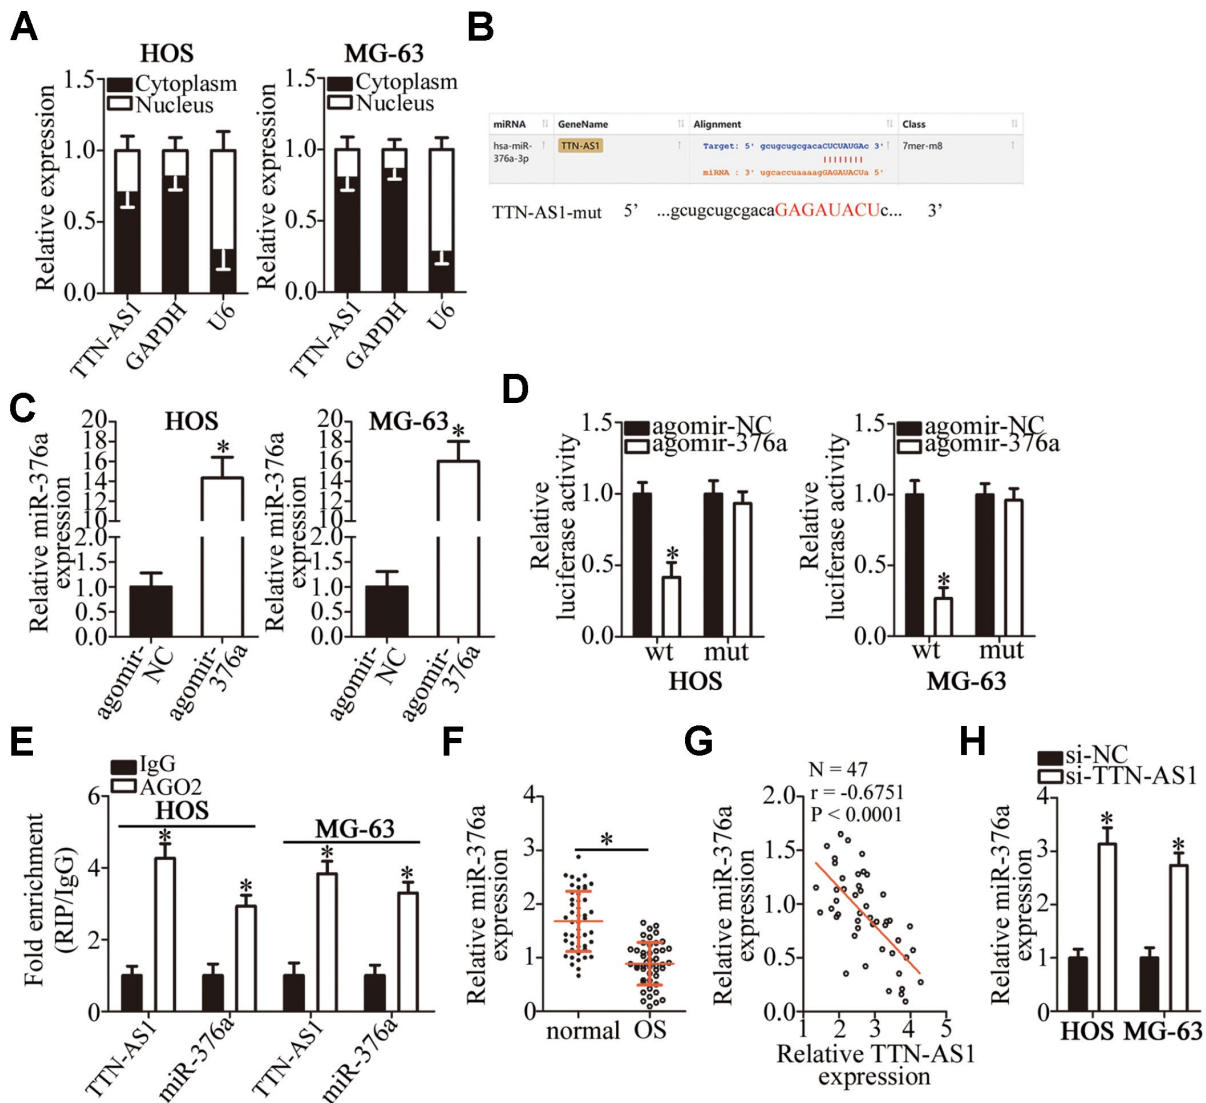 A
HOS
Relative expression
1.5
1.0
0.5
0.0
Cytoplasm
Nucleus
TTN-AS1
GAPDH
U6
MG-63
Relative expression
1.5
1.0
0.5
0.0
Cytoplasm
Nucleus
TTN-AS1
GAPDH
U6
B
miRNA GeneName Alignment Class
hsa-miR-376a-3p TTN-AS1 Target: 5' gcugcugcgacaCUCUAUGAc 3' 7mer-m8
miRNA : 3' ugcaccuaaaagGAGAUACUa 5'
TTN-AS1-mut 5’ ...gcugcugcgacaGAGAUACUc... 3’
C
HOS
Relative miR-376a
expression
20
18
16
14
12
10
2.0
1.5
1.0
0.5
0.0
*
agomir-
NC
agomir-
376a
MG-63
Relative miR-376a
expression
20
18
16
14
12
10
2.0
1.5
1.0
0.5
0.0
*
agomir-
NC
agomir-
376a
D
Relative
luciferase activity
1.5
1.0
0.5
0.0
agomir-NC
agomir-376a
*
wt mut
HOS
Relative
luciferase activity
1.5
1.0
0.5
0.0
agomir-NC
agomir-376a
*
wt mut
MG-63
E
IgG
AGO2
Fold enrichment
(RIP/IgG)
6
4
2
0
HOS
MG-63
* * * *
TTN-AS1
miR-376a
TTN-AS1
miR-376a
F
Relative miR-376a
expression
4
3
2
1
0
*
normal OS
G
N = 47
r = -0.6751
P < 0.0001
Relative miR-376a
expression
2.0
1.5
1.0
0.5
0.0
1 2 3 4 5
Relative TTN-AS1
expression
H
si-NC
si-TTN-AS1
Relative miR-376a
expression
4
3
2
1
0
* *
HOS MG-63